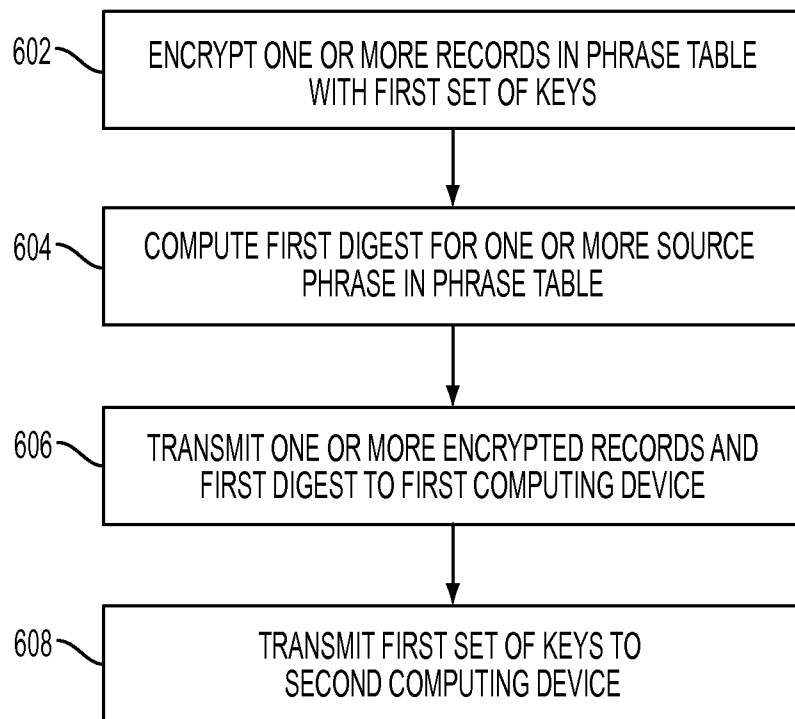 602
ENCRYPT ONE OR MORE RECORDS IN PHRASE TABLE
WITH FIRST SET OF KEYS
604
COMPUTE FIRST DIGEST FOR ONE OR MORE SOURCE
PHRASE IN PHRASE TABLE
606
TRANSMIT ONE OR MORE ENCRYPTED RECORDS AND
FIRST DIGEST TO FIRST COMPUTING DEVICE
608
TRANSMIT FIRST SET OF KEYS TO
SECOND COMPUTING DEVICE